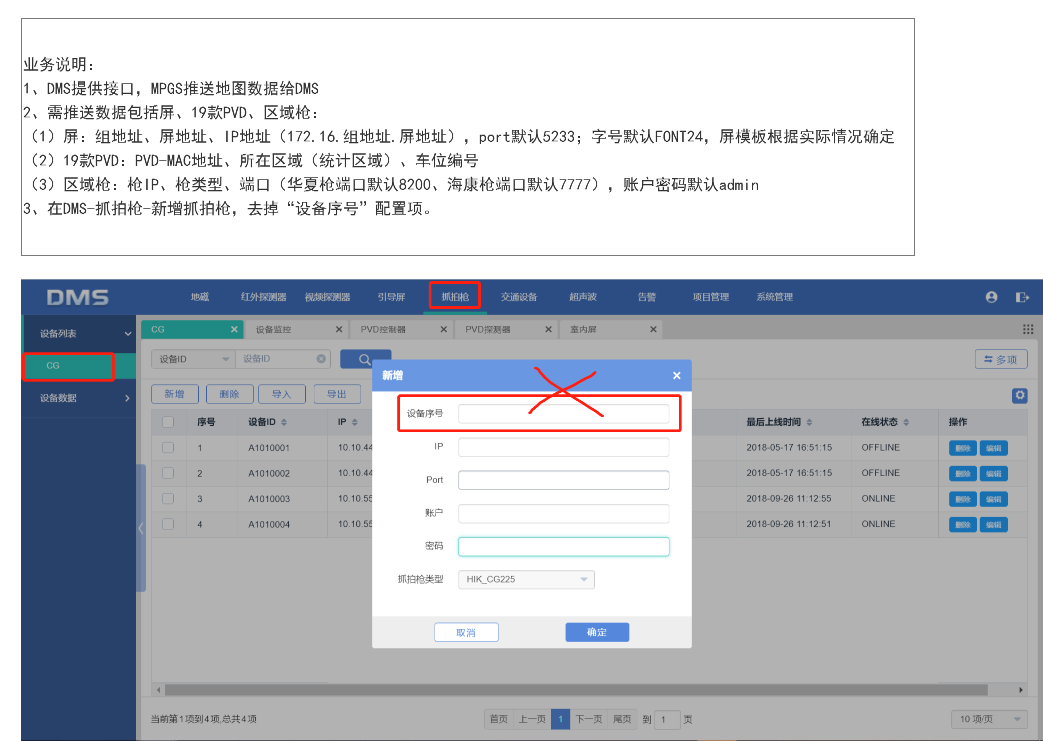 业务说明:
1、DMS提供接口，MPGS推送地图数据给DMS
2、需推送数据包括屏、19款PVD、区域枪:
（1）屏: 组地址、屏地址、IP地址（172.16.组地址.屏地址）, port默认5233; 字号默认FONT24, 屏模板根据实际情况确定
（2）19款PVD: PVD-MAC地址、所在区域（统计区域）、车位编号
（3）区域枪: 枪IP、枪类型、端口（华夏枪端口默认8200、海康枪端口默认7777）, 账户密码默认admin
3、在DMS-抓拍枪-新增抓拍枪, 去掉“设备序号”配置项。
DMS 地磁 红外探测器 视频探测器 引导屏 抓拍枪 交通设备 超声波 告警 项目管理 系统管理
设备列表 CG 设备监控 PVD控制器 PVD探测器 室内屏
CG 设备ID 设备ID 多项
设备数据 新增 删除 导入 导出
新增
序号 设备ID IP 最后上线时间 在线状态 操作
1 A1010001 10.10.44 2018-05-17 16:51:15 OFFLINE 删除 编辑
2 A1010002 10.10.44 2018-05-17 16:51:15 OFFLINE 删除 编辑
3 A1010003 10.10.55 2018-09-26 11:12:55 ONLINE 删除 编辑
4 A1010004 10.10.55 2018-09-26 11:12:51 ONLINE 删除 编辑
设备序号
IP
Port
账户
密码
抓拍枪类型 HIK_CG225
取消 确定
当前第1项到4项,总共4项 首页 上一页 1 下一页 尾页 到 1 页 10 项/页